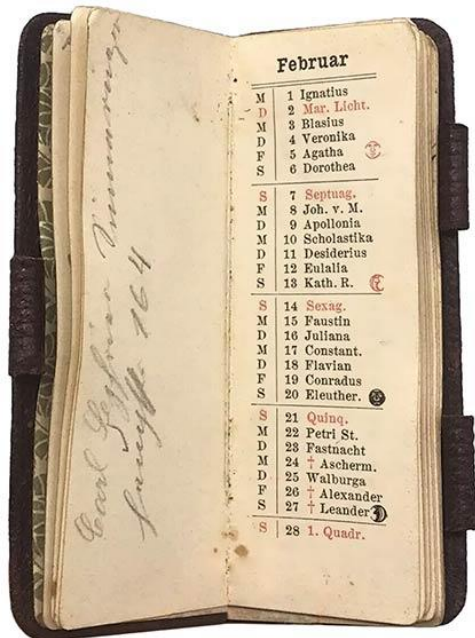 Carl
164
Februar
M 1 Ignatius
D 2 Mar. Licht.
M 3 Blasius
D 4 Veronika
F 5 Agatha
S 6 Dorothea
S 7 Septuag.
M 8 Joh. v. M.
D 9 Apollonia
M 10 Scholastika
D 11 Desiderius
F 12 Eulalia
S 13 Kath. R.
S 14 Sexag.
M 15 Faustin
D 16 Juliana
M 17 Constant.
D 18 Flavian
F 19 Conradus
S 20 Eleuther.
S 21 Quinq.
M 22 Petri St.
D 23 Fastnacht
M 24 † Ascherm.
D 25 Walburga
F 26 † Alexander
S 27 † Leander
S 28 1. Quadr.